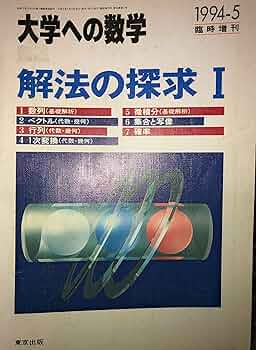 1994-5
臨時増刊
大学への数学
解法の探求 I
1 数列(基礎解析)
2 ベクトル(代数・幾何)
3 行列(代数・幾何)
4 1次変換(代数・幾何)
5 微積分(基礎解析)
6 集合と写像
7 確率
東京出版